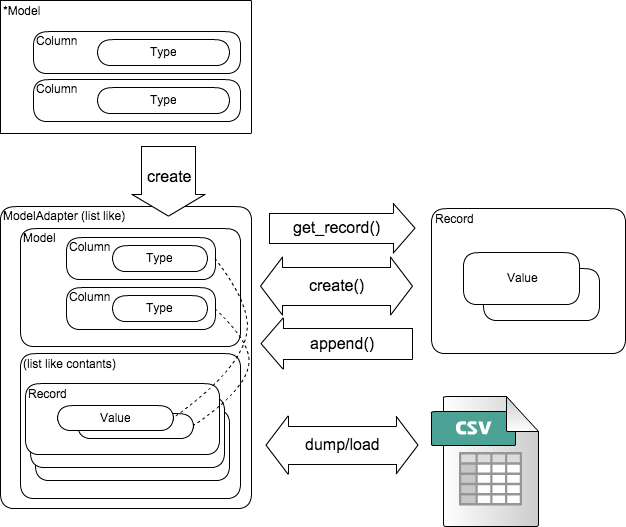 *Model
Column
Type
Column
Type
create
ModelAdapter (list like)
Model
Column
Type
Column
Type
(list like contants)
Record
Value
get_record()
create()
append()
dump/load
Record
Value
CSV